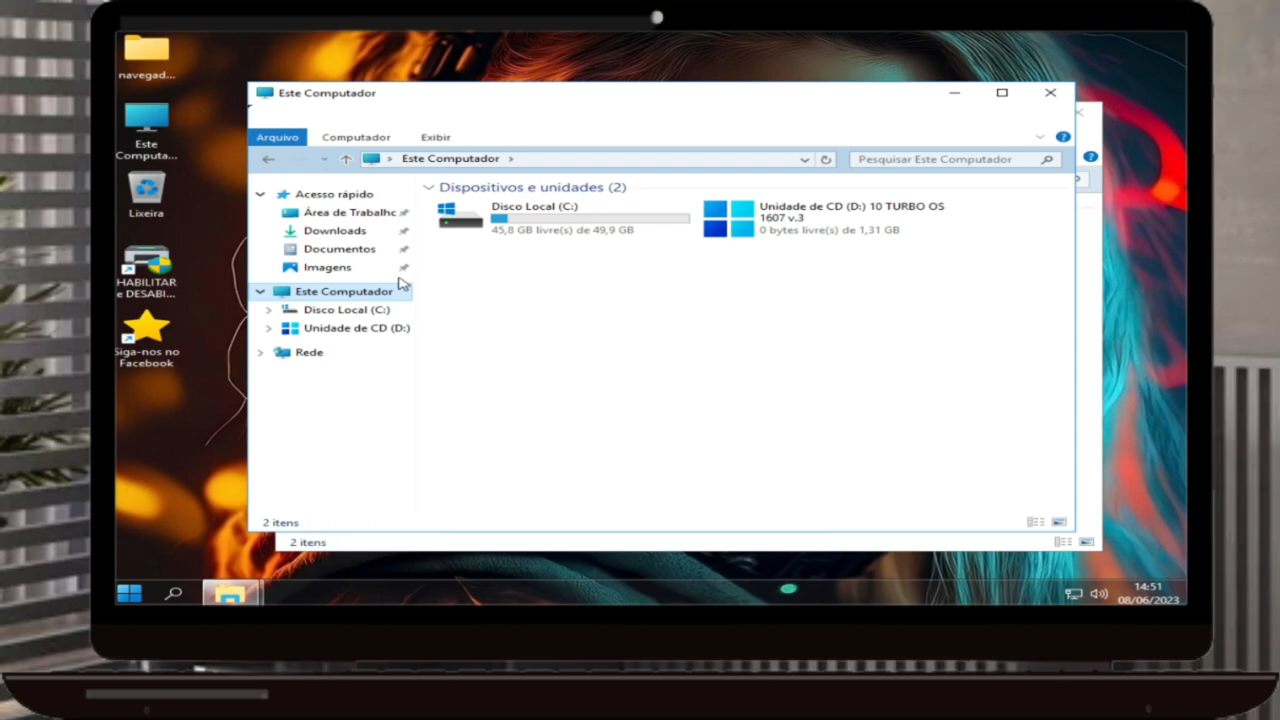 navegad...
Este
Computa...
Lixeira
HABILITAR
e DESABI...
Siga-nos no
Facebook
Este Computador
Arquivo
Computador
Exibir
Este Computador
Pesquisar Este Computador
Acesso rápido
Área de Trabalho
Downloads
Documentos
Imagens
Este Computador
Disco Local (C:)
Unidade de CD (D:)
Rede
Dispositivos e unidades (2)
Disco Local (C:)
45,8 GB livre(s) de 49,9 GB
Unidade de CD (D:) 10 TURBO OS
1607 v.3
0 bytes livre(s) de 1,31 GB
2 itens
2 itens
14:51
08/06/2023